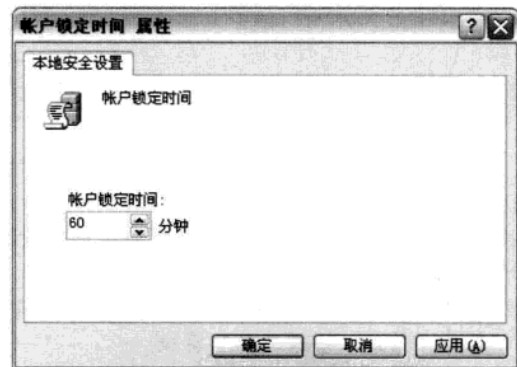 帐户锁定时间 属性
本地安全设置
帐户锁定时间
帐户锁定时间:
60 分钟
确定 取消 应用(A)